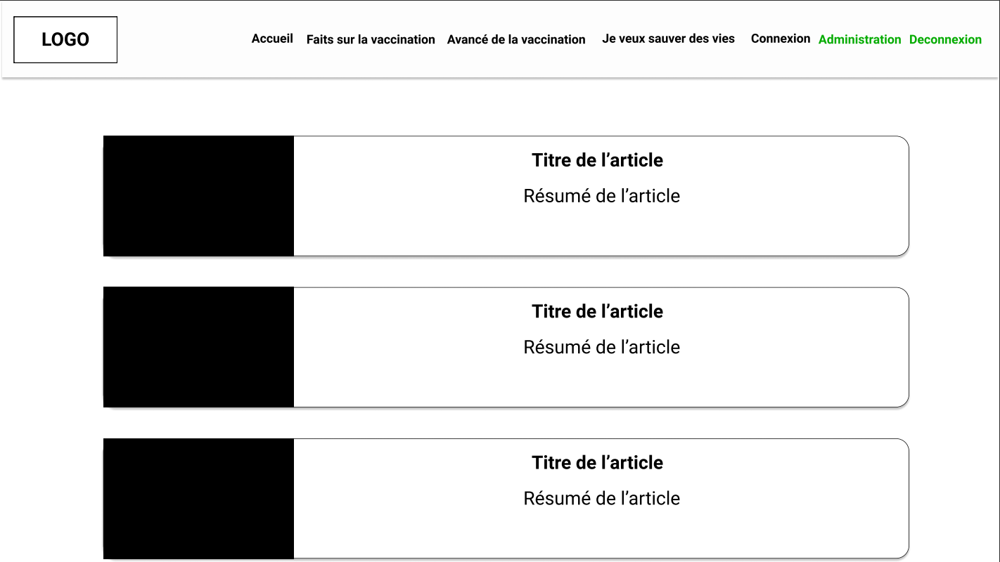 LOGO
Accueil Faits sur la vaccination Avancé de la vaccination Je veux sauver des vies Connexion Administration Deconnexion
Titre de l’article
Résumé de l’article
Titre de l’article
Résumé de l’article
Titre de l’article
Résumé de l’article